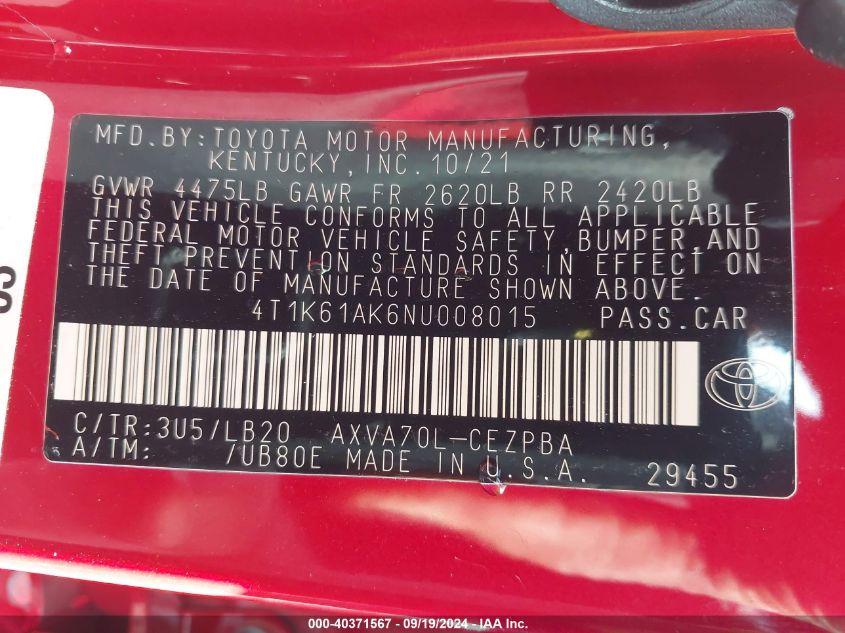 MFD.BY:TOYOTA MOTOR MANUFACTURING,
KENTUCKY,INC.10/21
GVWR 4475LB GAWR FR 2620LB RR 2420LB
THIS VEHICLE CONFORMS TO ALL APPLICABLE
FEDERAL MOTOR VEHICLE SAFETY,BUMPER,AND
THEFT PREVENTION STANDARDS IN EFFECT ON
THE DATE OF MANUFACTURE SHOWN ABOVE.
4T1K61AK6NU008015 PASS.CAR
C/TR:3U5/LB20 AXVA70L-CEZPBA
A/TM: /UB80E MADE IN U.S.A. 29455
000-40371567 - 09/19/2024 - IAA Inc.